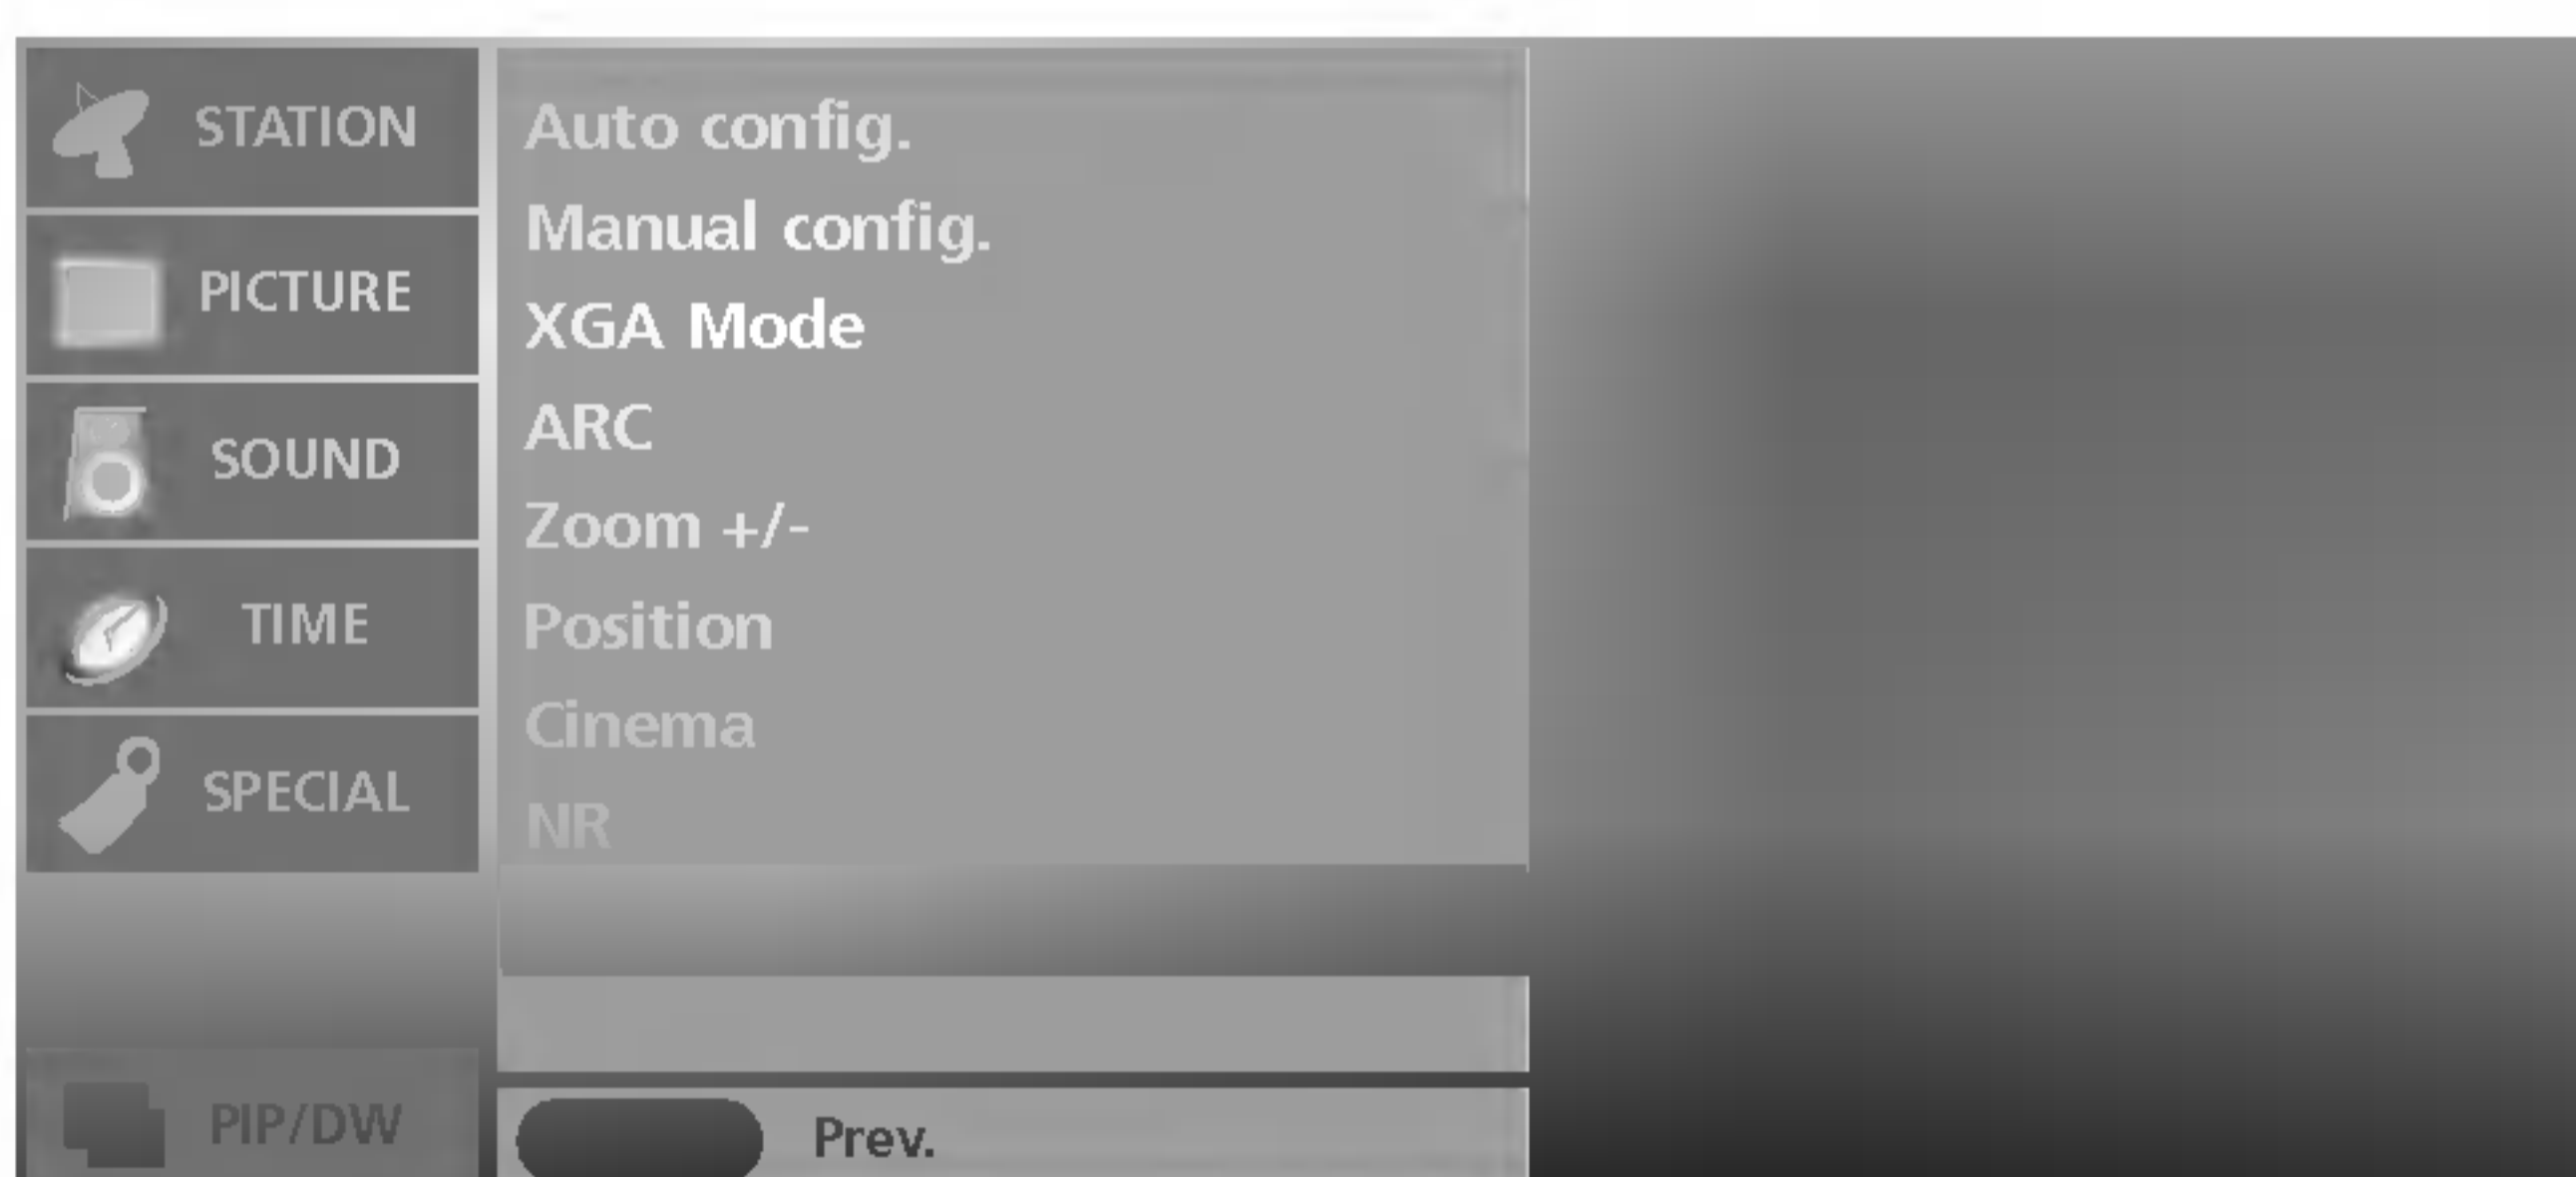 STATION
PICTURE
SOUND
TIME
SPECIAL
PIP/DW
Auto config.
Manual config.
XGA Mode
ARC
Zoom +/-
Position
Cinema
NR
Prev.